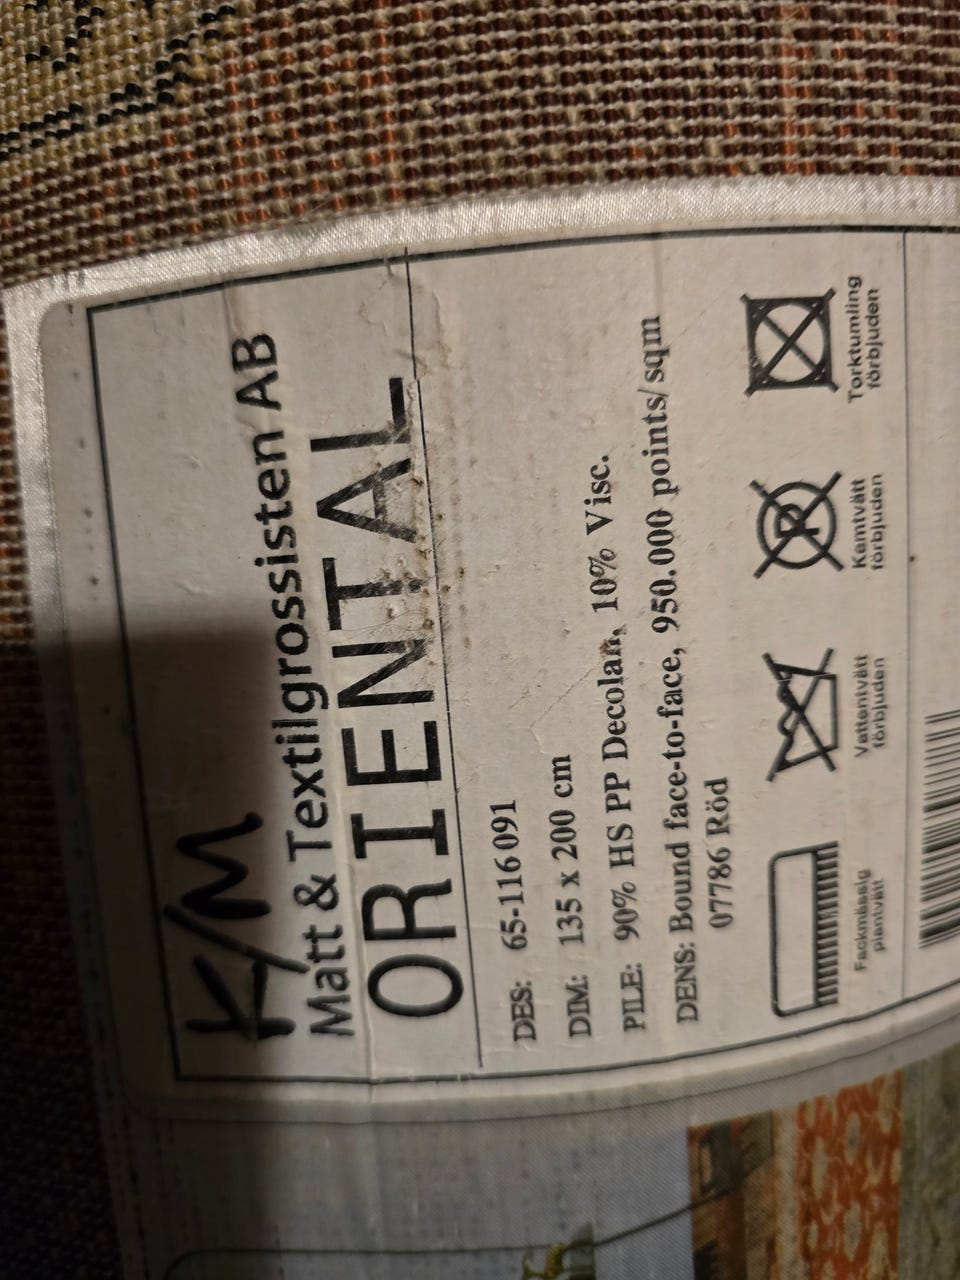 K/M
Matt & Textilgrossisten AB
ORIENTAL
DES: 65-116 091
DIM: 135 x 200 cm
PILE: 90% HS PP Decolan, 10% Visc.
DENS: Bound face-to-face, 950.000 points/sqm
07786 Röd
Fackmässig
plantvätt
Vattentvätt
förbjuden
R
Kemtvätt
förbjuden
Torktumling
förbjuden